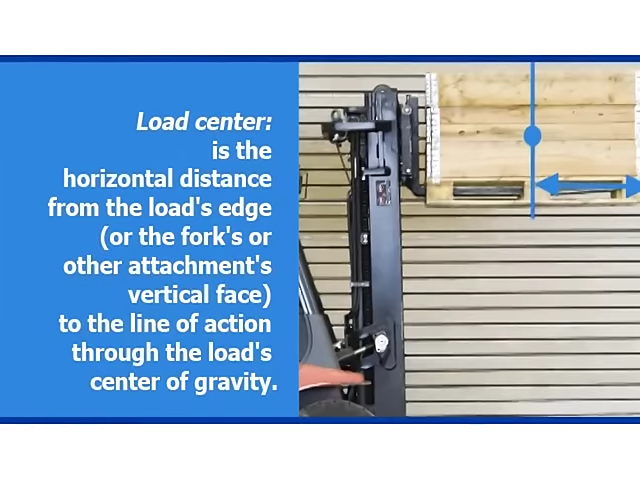 Load center:
is the
horizontal distance
from the load's edge
(or the fork's or
other attachment's
vertical face)
to the line of action
through the load's
center of gravity.